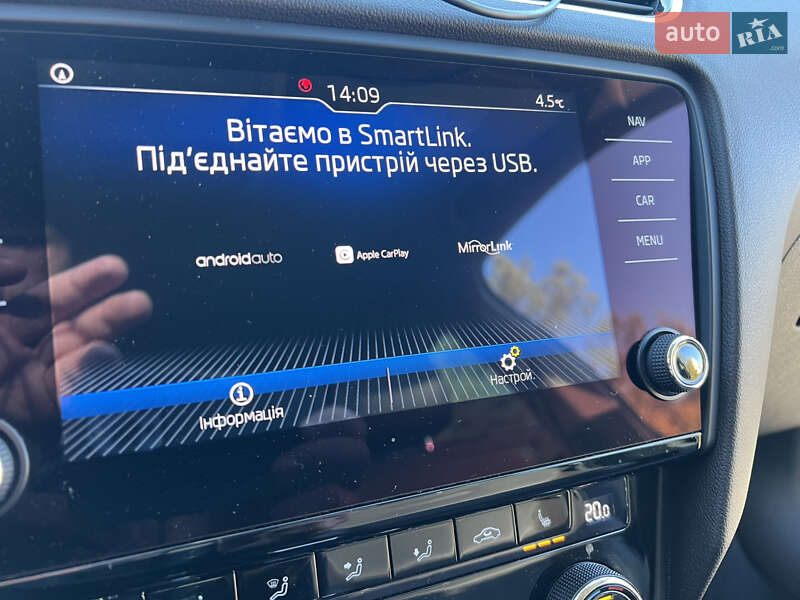 auto RIA .com
14:09
4.5°C
Вітаємо в SmartLink.
Під'єднайте пристрій через USB.
androidauto
Apple CarPlay
MirrorLink
Інформація
Настрой.
NAV
APP
CAR
MENU
20.0